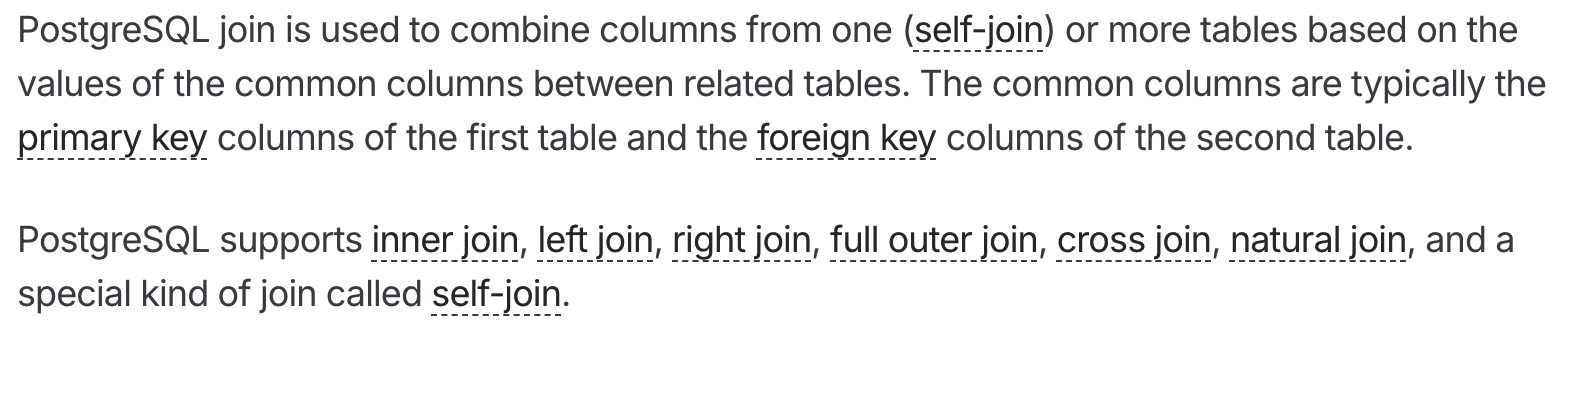 PostgreSQL join is used to combine columns from one (self-join) or more tables based on the
values of the common columns between related tables. The common columns are typically the
primary key columns of the first table and the foreign key columns of the second table.
PostgreSQL supports inner join, left join, right join, full outer join, cross join, natural join, and a
special kind of join called self-join.